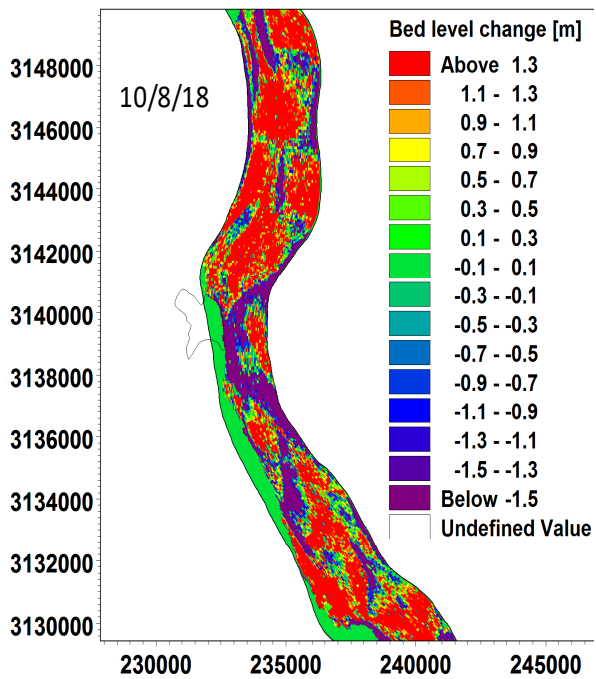 Bed level change [m]
Above 1.3
1.1 - 1.3
0.9 - 1.1
0.7 - 0.9
0.5 - 0.7
0.3 - 0.5
0.1 - 0.3
-0.1 - 0.1
-0.3 - -0.1
-0.5 - -0.3
-0.7 - -0.5
-0.9 - -0.7
-1.1 - -0.9
-1.3 - -1.1
-1.5 - -1.3
Below -1.5
Undefined Value
10/8/18
3148000
3146000
3144000
3142000
3140000
3138000
3136000
3134000
3132000
3130000
230000 235000 240000 245000